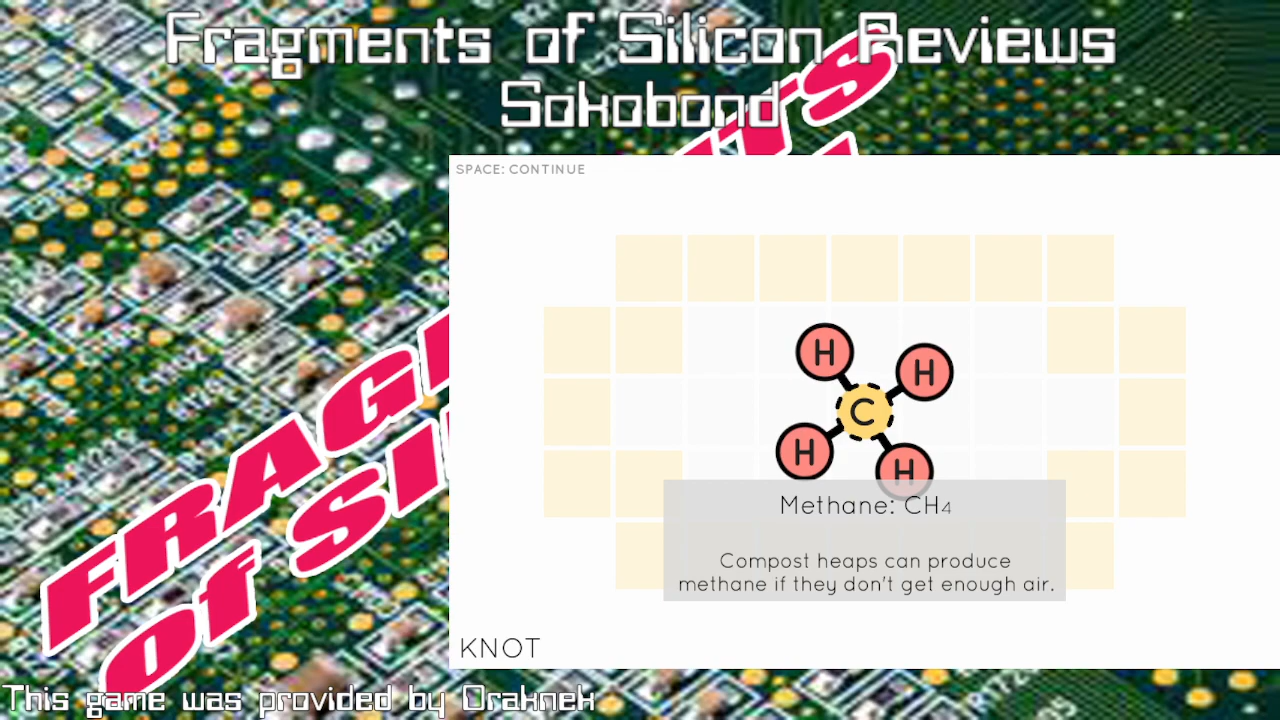 Fragments of Silicon Reviews
Sokobond
SPACE: CONTINUE
H
H
C
H
H
Methane: CH₄
Compost heaps can produce
methane if they don't get enough air.
KNOT
This game was provided by Draknek